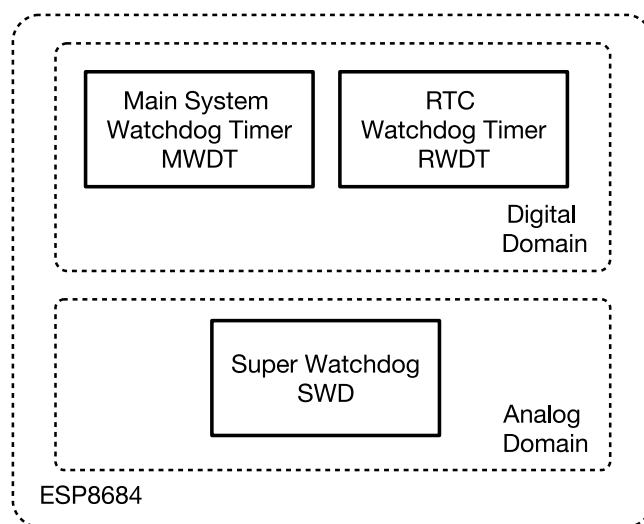 Main System
Watchdog Timer
MWDT
RTC
Watchdog Timer
RWDT
Digital
Domain
Super Watchdog
SWD
Analog
Domain
ESP8684